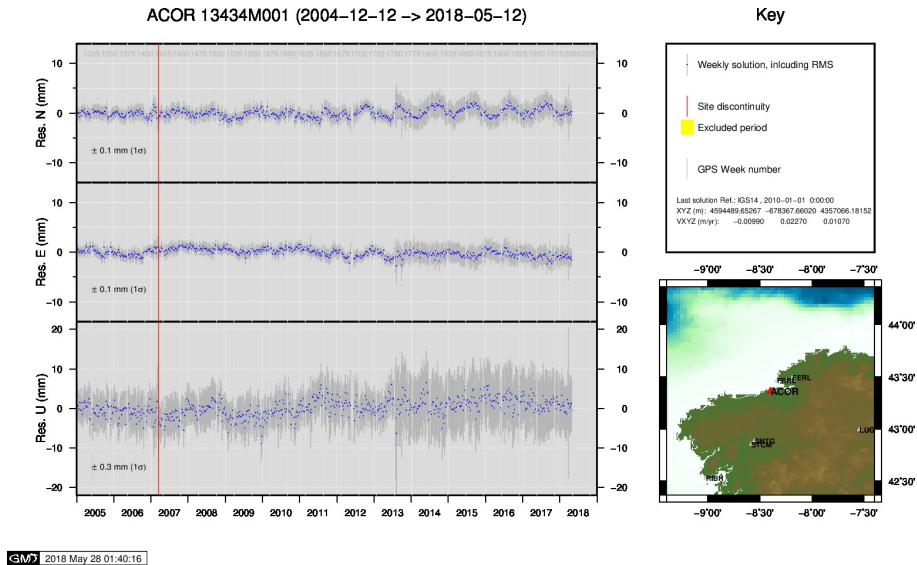 ACOR 13434M001 (2004−12−12 −> 2018−05−12)
Key
10
0
−10
Res. N (mm)
± 0.1 mm (1σ)
10
0
−10
10
0
−10
Res. E (mm)
± 0.1 mm (1σ)
10
0
−10
20
10
0
−10
−20
Res. U (mm)
± 0.3 mm (1σ)
20
10
0
−10
−20
2005 2006 2007 2008 2009 2010 2011 2012 2013 2014 2015 2016 2017 2018
Weekly solution, inlcuding RMS
Site discontinuity
Excluded period
GPS Week number
Last solution Ref.: IGS14 , 2010−01−01 0:00:00
XYZ (m): 4594489.65267 −678367.66020 4357066.18152
VXYZ (m/yr): −0.00990 0.02270 0.01070
−9˚00' −8˚30' −8˚00' −7˚30'
44˚00'
43˚30'
43˚00'
42˚30'
FERL
ACOR
LUG
SNTG
STCM
RIBR
−9˚00' −8˚30' −8˚00' −7˚30'
GMT 2018 May 28 01:40:16